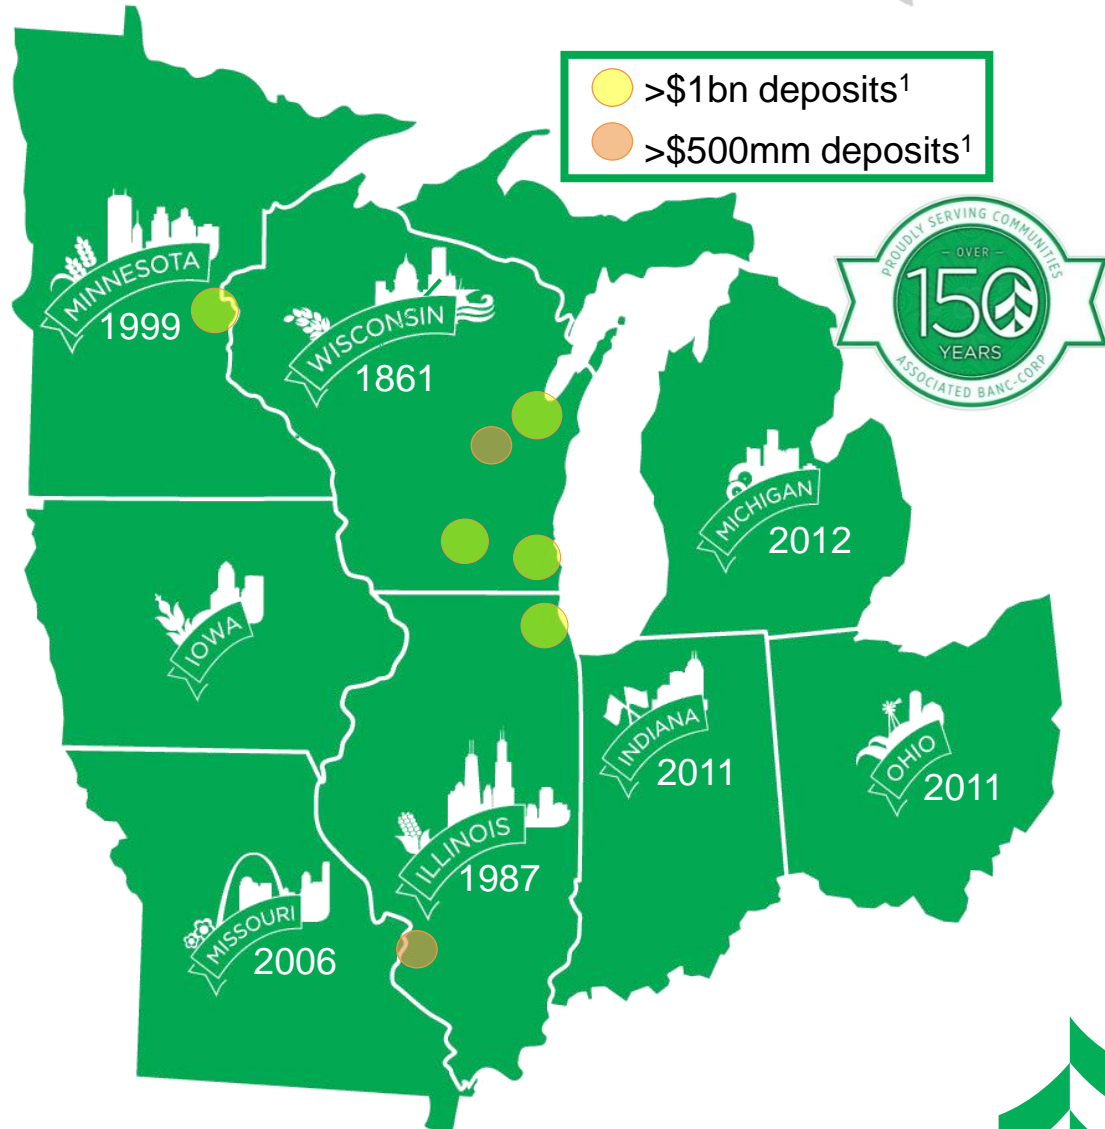 >$1bn deposits¹
>$500mm deposits¹
PROUDLY SERVING COMMUNITIES
– OVER –
150
YEARS
ASSOCIATED BANC-CORP
MINNESOTA
1999
WISCONSIN
1861
MICHIGAN
2012
IOWA
INDIANA
2011
OHIO
2011
ILLINOIS
1987
MISSOURI
2006